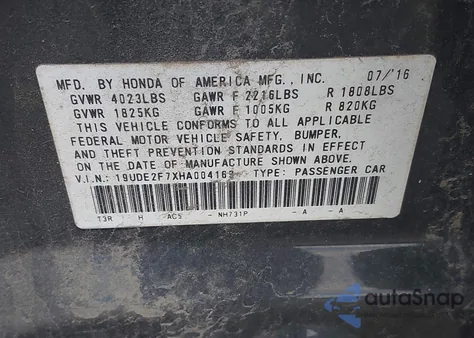 MFD. BY HONDA OF AMERICA MFG., INC. 07/'16
GVWR 4023LBS GAWR F 2216LBS R 1808LBS
GVWR 1825KG GAWR F 1005KG R 820KG
THIS VEHICLE CONFORMS TO ALL APPLICABLE
FEDERAL MOTOR VEHICLE SAFETY, BUMPER,
AND THEFT PREVENTION STANDARDS IN EFFECT
ON THE DATE OF MANUFACTURE SHOWN ABOVE.
V.I.N.: 19UDE2F7XHA004169 TYPE: PASSENGER CAR
T3R H AC5 - NH731P - A - A
autaSnap